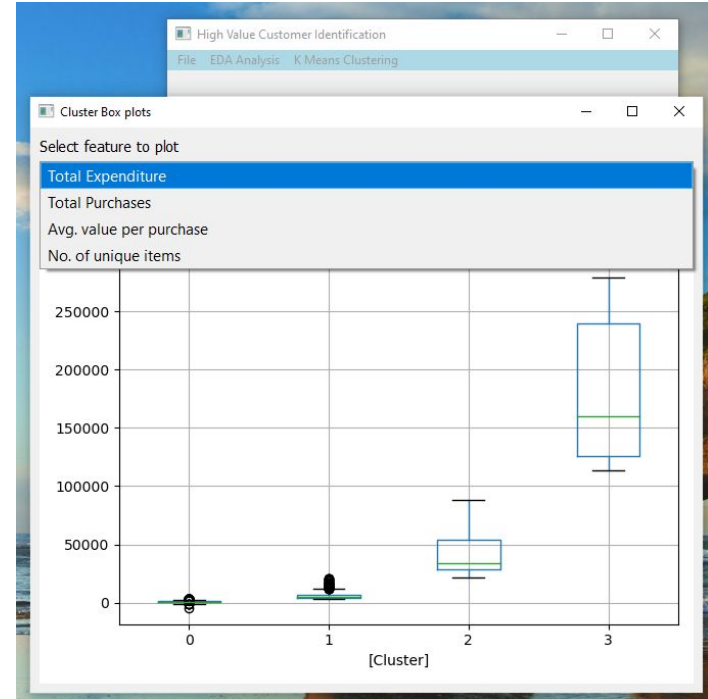 High Value Customer Identification
File EDA Analysis K Means Clustering
Cluster Box plots
Select feature to plot
Total Expenditure
Total Purchases
Avg. value per purchase
No. of unique items
250000
200000
150000
100000
50000
0
0 1 2 3
[Cluster]